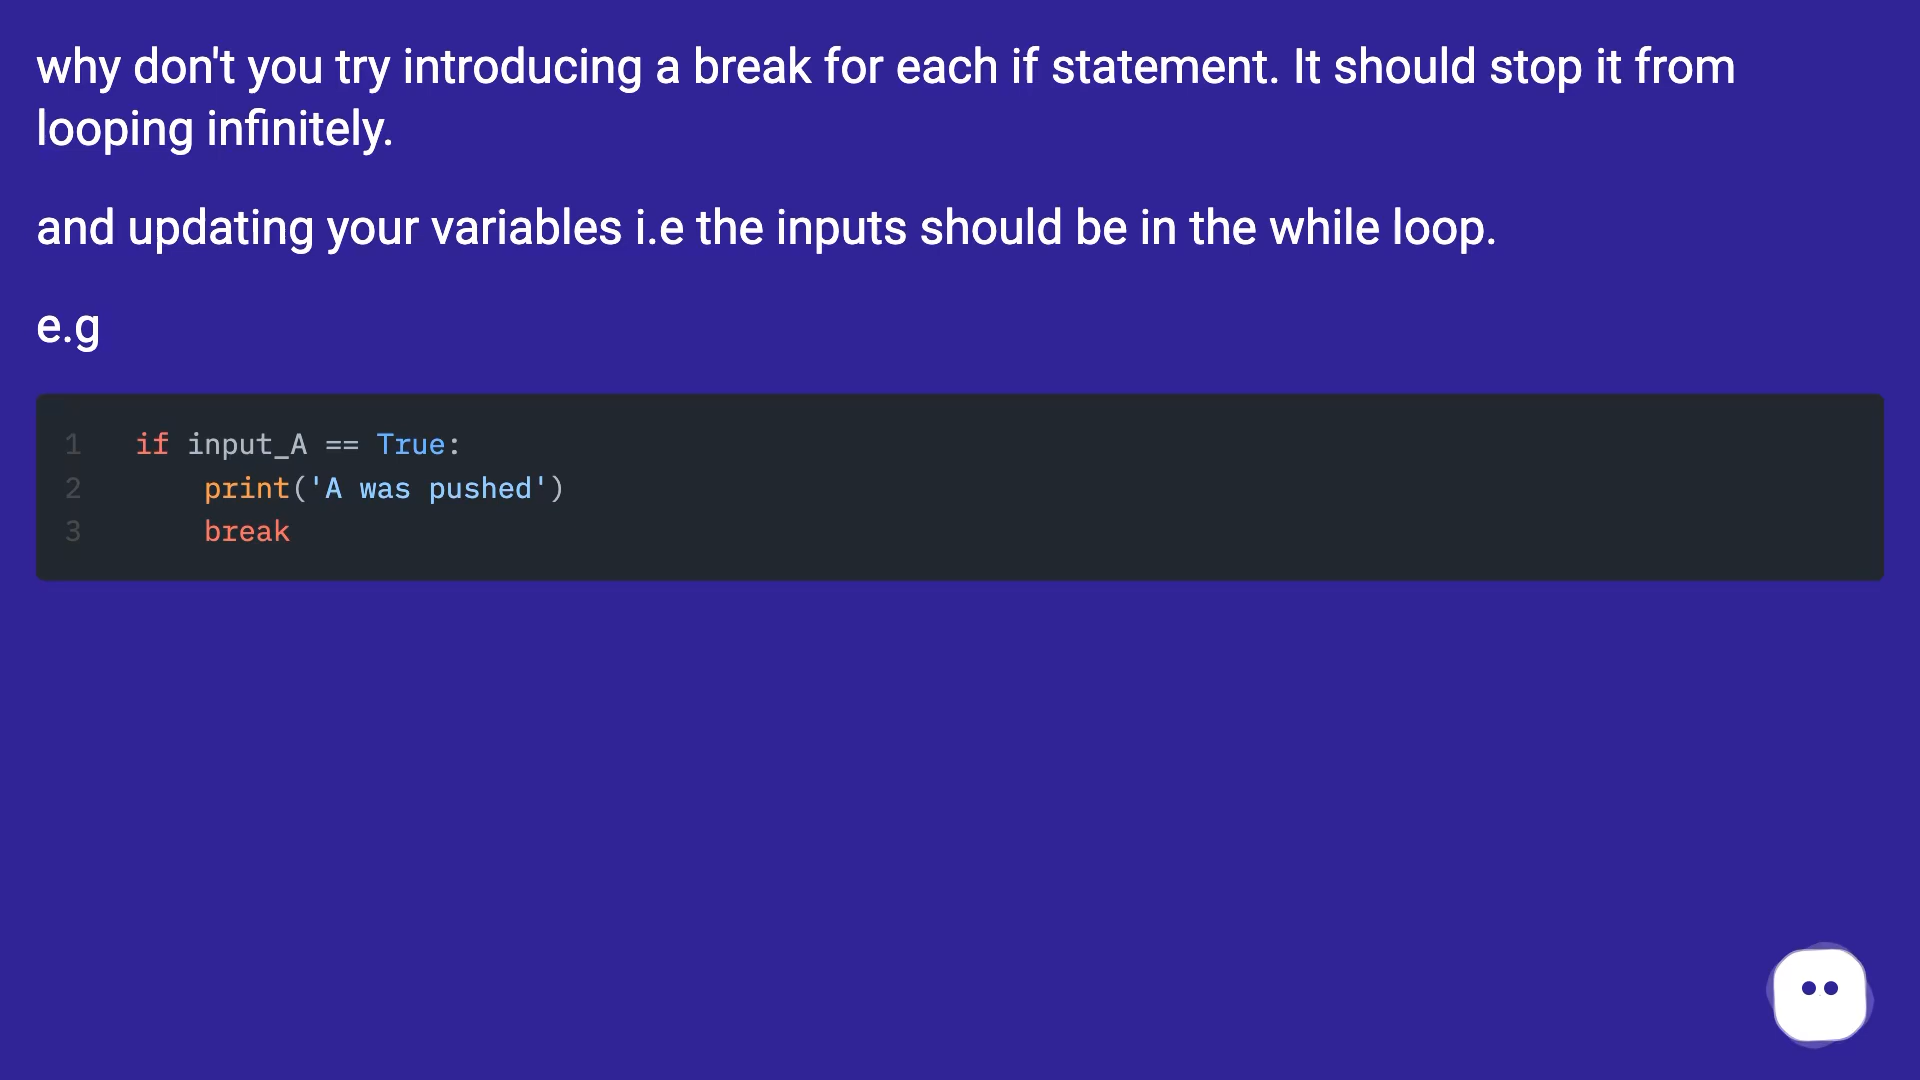 why don't you try introducing a break for each if statement. It should stop it from
looping infinitely.
and updating your variables i.e the inputs should be in the while loop.
e.g
1 if input_A == True:
2 print('A was pushed')
3 break